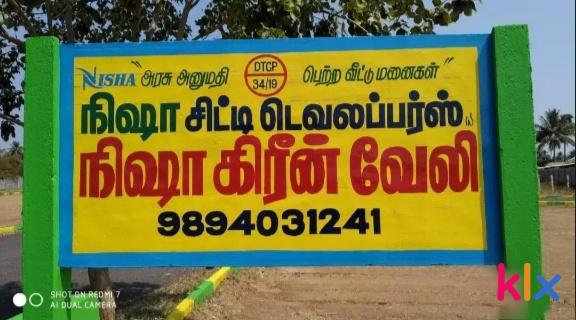 NISHA "அரசு அனுமதி DTCP 34/19 பெற்ற வீட்டு மனைகள்"
நிஷா சிட்டி டெவலப்பர்ஸ் ன்
நிஷா கிரீன் வேலி
9894031241
SHOT ON REDMI 7
AI DUAL CAMERA
klx